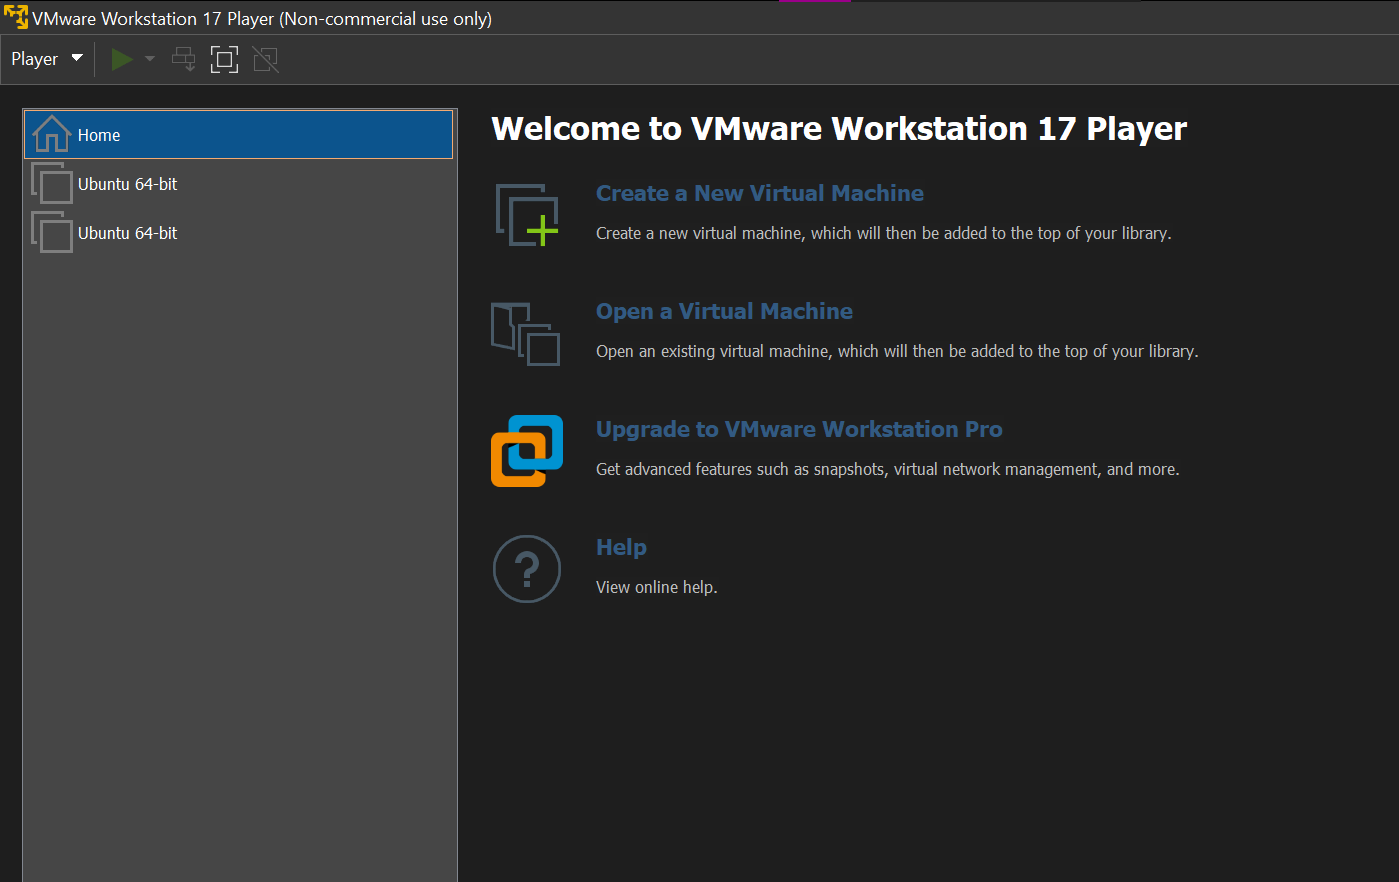 VMware Workstation 17 Player (Non-commercial use only)
Player
Home
Ubuntu 64-bit
Ubuntu 64-bit
Welcome to VMware Workstation 17 Player
Create a New Virtual Machine
Create a new virtual machine, which will then be added to the top of your library.
Open a Virtual Machine
Open an existing virtual machine, which will then be added to the top of your library.
Upgrade to VMware Workstation Pro
Get advanced features such as snapshots, virtual network management, and more.
Help
View online help.